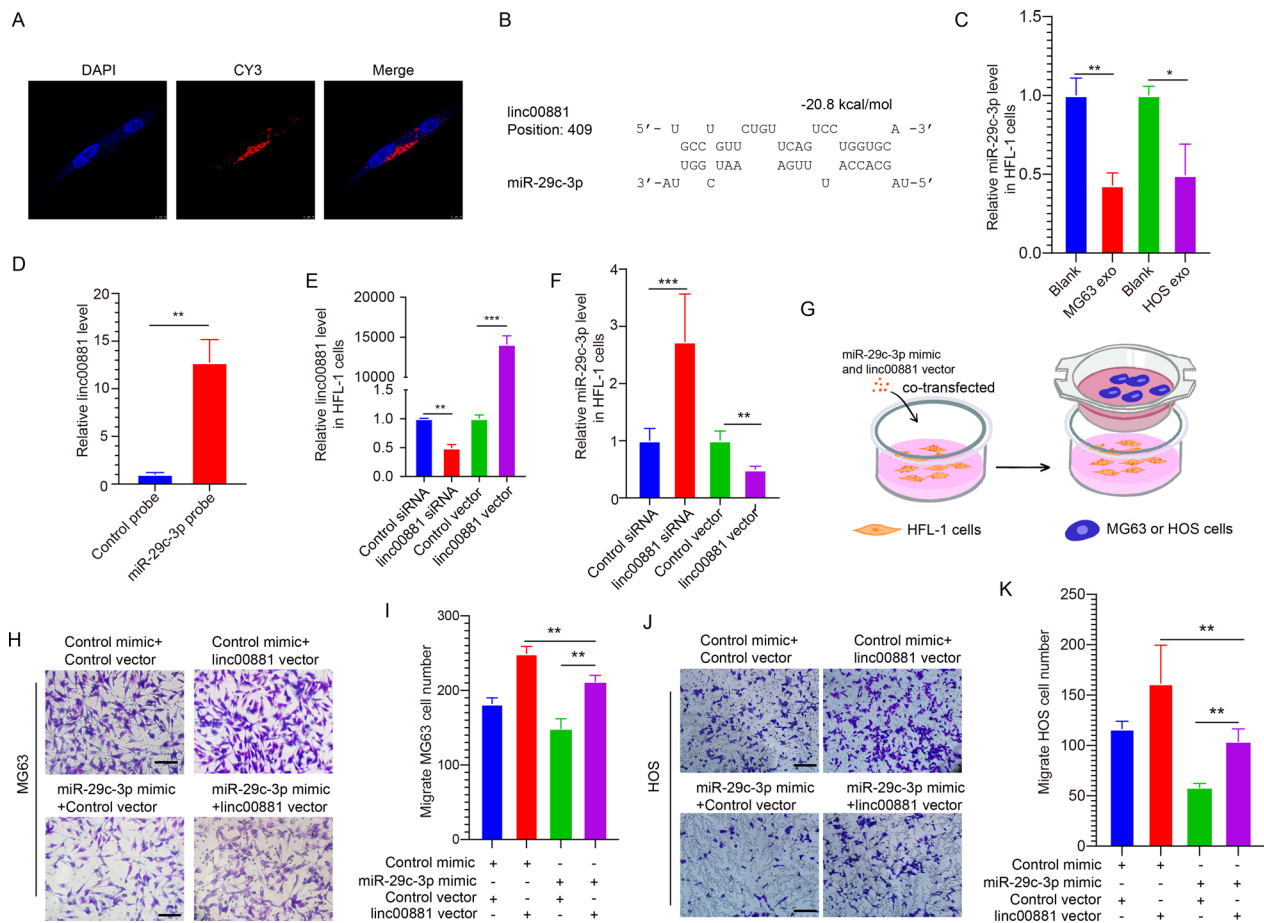 A
DAPI
CY3
Merge
B
-20.8 kcal/mol
linc00881
Position: 409
5’- U U CUGU UCC A -3’
GCC GUU UCAG UGGUGC
UGG UAA AGUU ACCACG
miR-29c-3p
3’-AU C U AU-5’
C
Relative miR-29c-3p level
in HFL-1 cells
1.5
1.0
0.5
0.0
**
*
Blank
MG63 exo
Blank
HOS exo
D
Relative linc00881 level
20
15
10
5
0
**
Control probe
miR-29c-3p probe
E
Relative linc00881 level
in HFL-1 cells
20000
15000
10000
1.5
1.0
0.5
0.0
**
***
Control siRNA
linc00881 siRNA
Control vector
linc00881 vector
F
Relative miR-29c-3p level
in HFL-1 cells
4
3
2
1
0
***
**
Control siRNA
linc00881 siRNA
Control vector
linc00881 vector
G
miR-29c-3p mimic
and linc00881 vector
co-transfected
HFL-1 cells
MG63 or HOS cells
H
MG63
Control mimic+
Control vector
Control mimic+
linc00881 vector
miR-29c-3p mimic
+Control vector
miR-29c-3p mimic
+linc00881 vector
I
Migrate MG63 cell number
300
200
100
0
**
**
Control mimic + + - -
miR-29c-3p mimic - - + +
Control vector + - + -
linc00881 vector - + - +
J
HOS
Control mimic+
Control vector
Control mimic+
linc00881 vector
miR-29c-3p mimic
+Control vector
miR-29c-3p mimic
+linc00881 vector
K
Migrate HOS cell number
250
200
150
100
50
0
**
**
Control mimic + + - -
miR-29c-3p mimic - - + +
Control vector + - + -
linc00881 vector - + - +